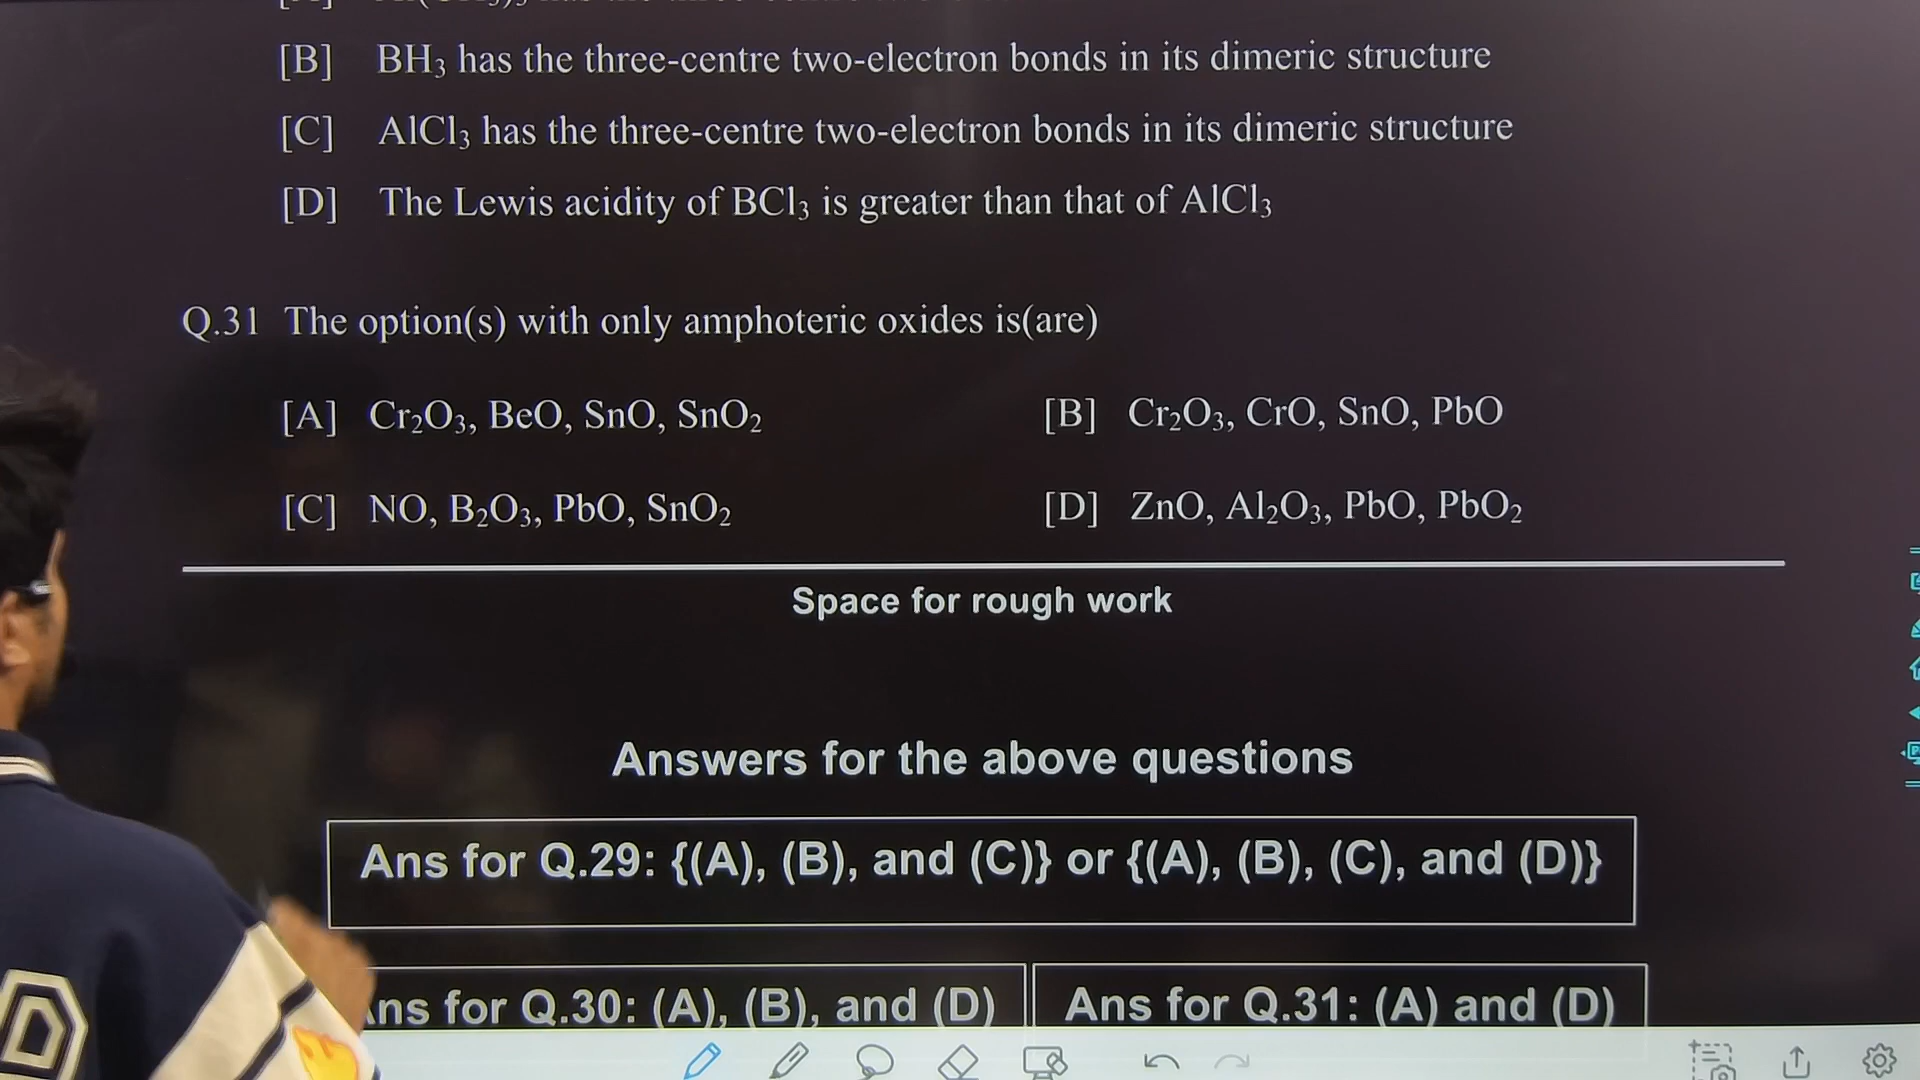 [B] BH₃ has the three-centre two-electron bonds in its dimeric structure
[C] AlCl₃ has the three-centre two-electron bonds in its dimeric structure
[D] The Lewis acidity of BCl₃ is greater than that of AlCl₃
Q.31 The option(s) with only amphoteric oxides is(are)
[A] Cr₂O₃, BeO, SnO, SnO₂
[B] Cr₂O₃, CrO, SnO, PbO
[C] NO, B₂O₃, PbO, SnO₂
[D] ZnO, Al₂O₃, PbO, PbO₂
Space for rough work
Answers for the above questions
Ans for Q.29: {(A), (B), and (C)} or {(A), (B), (C), and (D)}
ns for Q.30: (A), (B), and (D)
Ans for Q.31: (A) and (D)
D